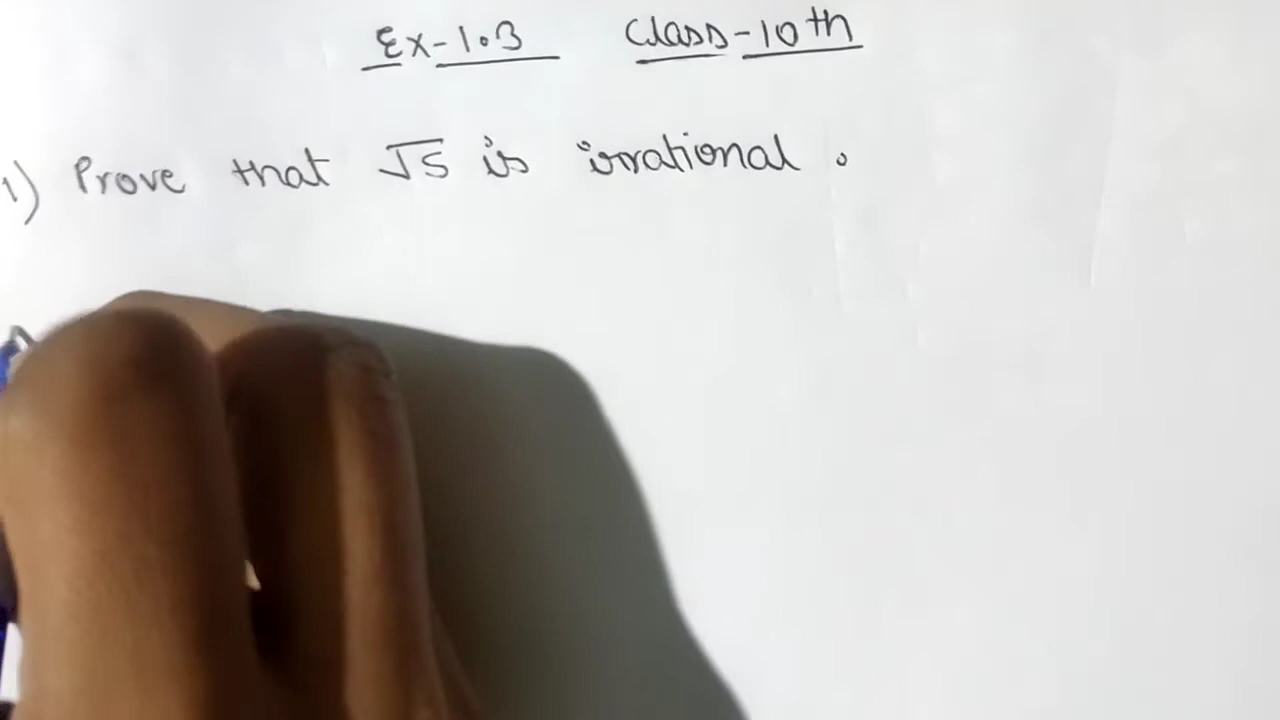 Ex-1.3 Class-10th
1) Prove that √5 is irrational.